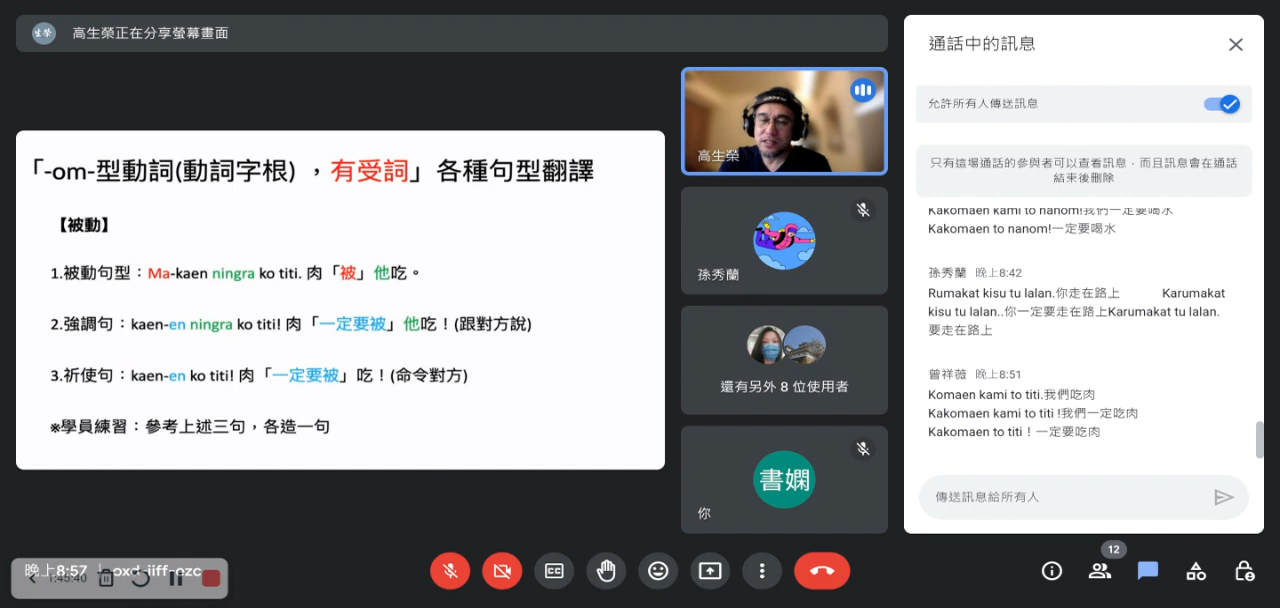 生榮 高生榮正在分享螢幕畫面
「-om-型動詞(動詞字根) ，有受詞」各種句型翻譯
【被動】
1.被動句型：Ma-kaen ningra ko titi. 肉「被」他吃。
2.強調句：kaen-en ningra ko titi! 肉「一定要被」他吃！(跟對方說)
3.祈使句：kaen-en ko titi! 肉「一定要被」吃！(命令對方)
※學員練習：參考上述三句，各造一句
高生榮
孫秀蘭
還有另外 8 位使用者
書嫻
你
通話中的訊息
允許所有人傳送訊息
只有這場通話的參與者可以查看訊息，而且訊息會在通話
結束後刪除
Kakomaen kami to nanom!我們一定要喝水
Kakomaen to nanom!一定要喝水
孫秀蘭 晚上8:42
Rumakat kisu tu lalan.你走在路上 Karumakat
kisu tu lalan..你一定要走在路上Karumakat tu lalan.
要走在路上
曾祥薇 晚上8:51
Komaen kami to titi.我們吃肉
Kakomaen kami to titi !我們一定吃肉
Kakomaen to titi ! 一定要吃肉
傳送訊息給所有人
晚上8:57
1:45:40
12